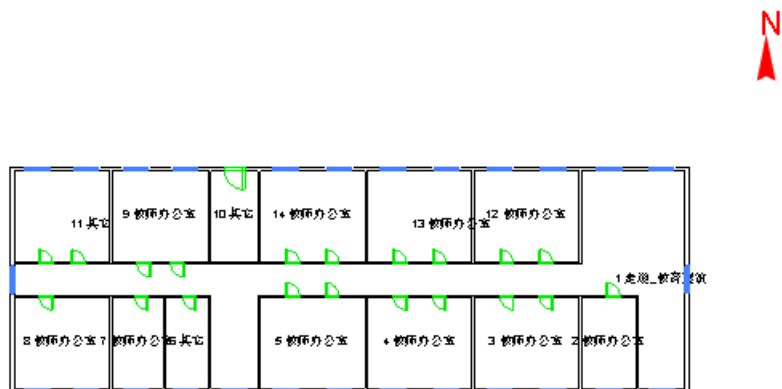 N
11 其它
9 教师办公室
10 其它
14 教师办公室
13 教师办公室
12 教师办公室
1 走廊_教育建筑
8 教师办公室
7 教师办公室
6 其它
5 教师办公室
4 教师办公室
3 教师办公室
2 教师办公室